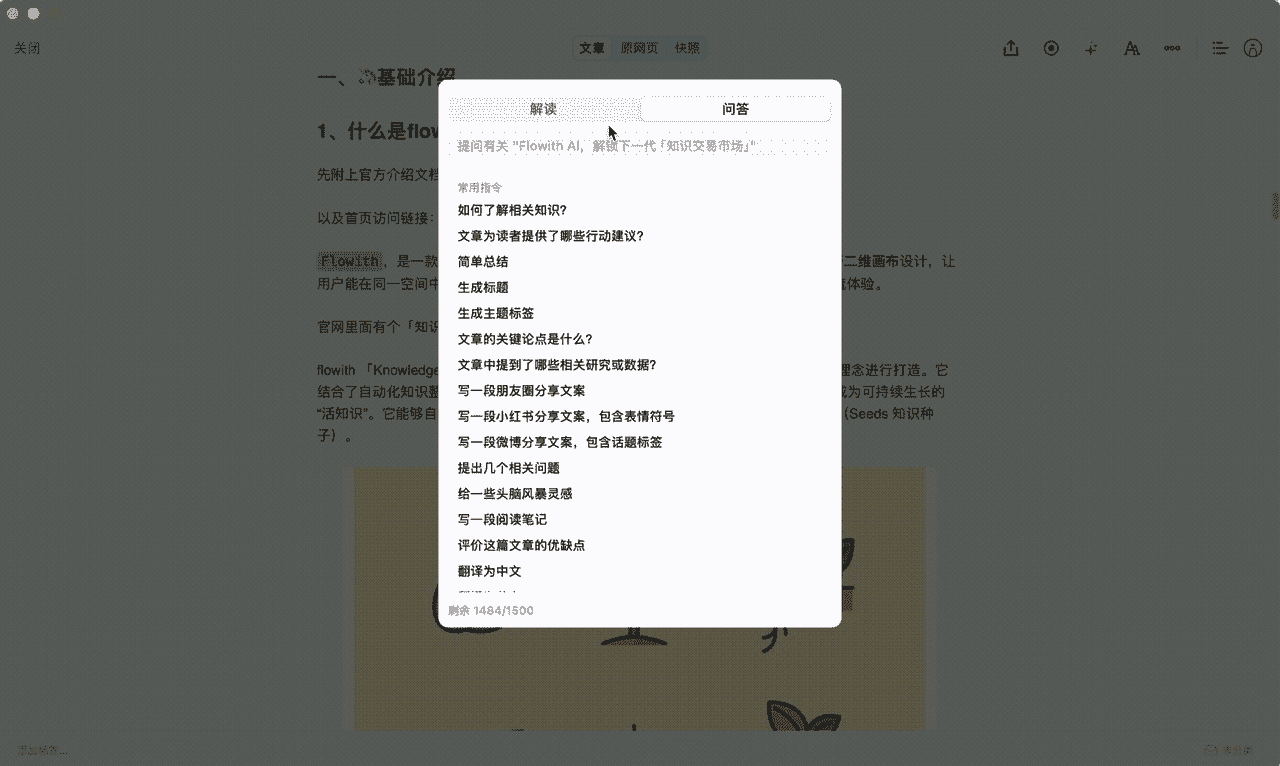 关闭
文章 原网页 快照
一、基础介绍
1、什么是flow
先附上官方介绍文档
以及首页访问链接：
Flowith，是一款 二维画布设计，让
用户能在同一空间中 体验。
官网里面有个「知识
flowith 「Knowledge 理念进行打造。它
结合了自动化知识整 成为可持续生长的
“活知识”。它能够自 （Seeds 知识种
子）。
解读 问答
提问有关 "Flowith AI，解锁下一代「知识交易市场」"
常用指令
如何了解相关知识？
文章为读者提供了哪些行动建议？
简单总结
生成标题
生成主题标签
文章的关键论点是什么？
文章中提到了哪些相关研究或数据？
写一段朋友圈分享文案
写一段小红书分享文案，包含表情符号
写一段微博分享文案，包含话题标签
提出几个相关问题
给一些头脑风暴灵感
写一段阅读笔记
评价这篇文章的优缺点
翻译为中文
剩余 1484/1500
添加标签...